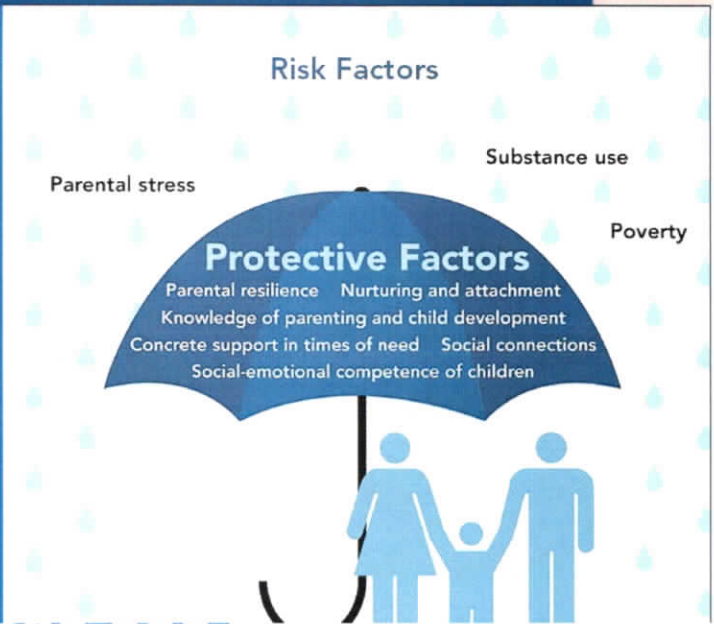 Risk Factors
Substance use
Parental stress
Poverty
Protective Factors
Parental resilience Nurturing and attachment
Knowledge of parenting and child development
Concrete support in times of need Social connections
Social-emotional competence of children